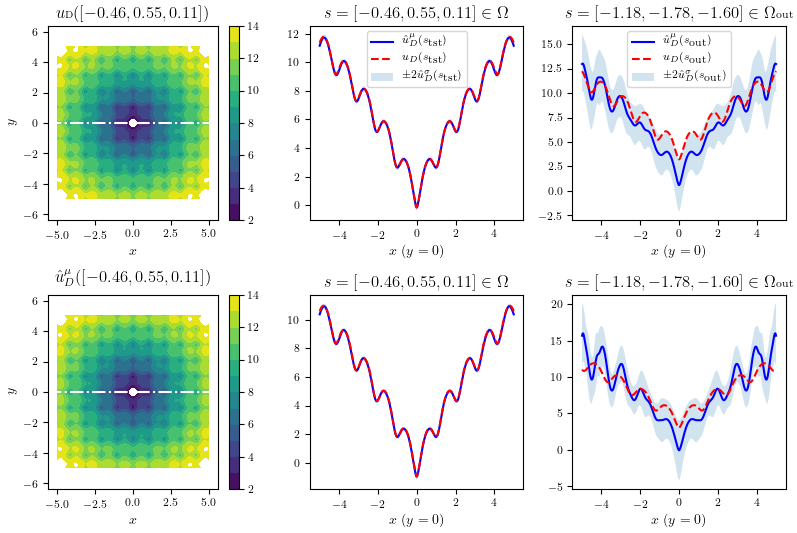 u_D([−0.46, 0.55, 0.11])
s = [−0.46, 0.55, 0.11] ∈ Ω
s = [−1.18, −1.78, −1.60] ∈ Ω_out
6
4
2
0
−2
−4
−6
y
−5.0 −2.5 0.0 2.5 5.0
x
14
12
10
8
6
4
2
12
10
8
6
4
2
0
−4 −2 0 2 4
x (y = 0)
û_D^μ(s_tst)
u_D(s_tst)
±2û_D^σ(s_tst)
15.0
12.5
10.0
7.5
5.0
2.5
0.0
−2.5
−4 −2 0 2 4
x (y = 0)
û_D^μ(s_out)
u_D(s_out)
±2û_D^σ(s_out)
û_D^μ([−0.46, 0.55, 0.11])
s = [−0.46, 0.55, 0.11] ∈ Ω
s = [−1.18, −1.78, −1.60] ∈ Ω_out
6
4
2
0
−2
−4
−6
y
−5.0 −2.5 0.0 2.5 5.0
x
14
12
10
8
6
4
2
10
8
6
4
2
0
−4 −2 0 2 4
x (y = 0)
20
15
10
5
0
−5
−4 −2 0 2 4
x (y = 0)